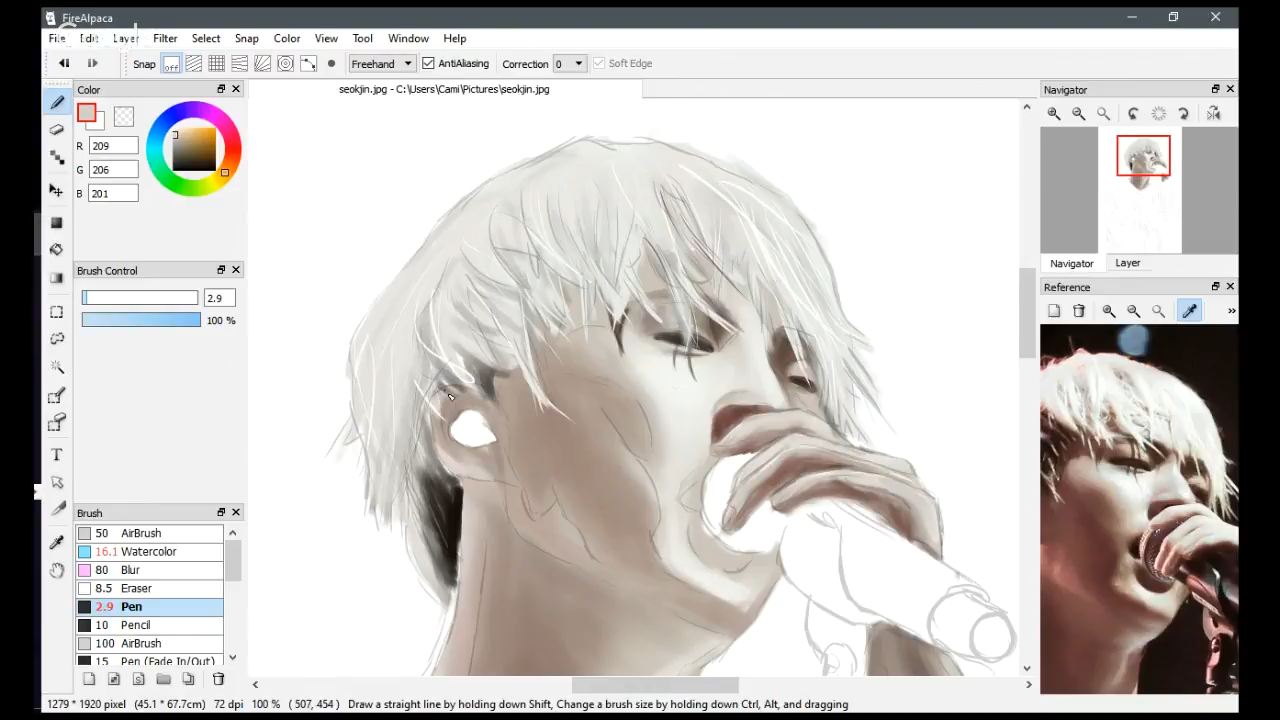 FireAlpaca
Google
File Edit Layer Filter Select Snap Color View Tool Window Help
Snap off Freehand AntiAliasing Correction 0 Soft Edge
Color
seokjin.jpg - C:\Users\Cami\Pictures\seokjin.jpg
Navigator
R 209
G 206
B 201
Brush Control
2.9
100 %
Navigator Layer
Reference
»
Brush
50 AirBrush
16.1 Watercolor
80 Blur
8.5 Eraser
2.9 Pen
10 Pencil
100 AirBrush
15 Pen (Fade In/Out)
1279 * 1920 pixel (45.1 * 67.7cm) 72 dpi 100 % ( 507, 454 ) Draw a straight line by holding down Shift, Change a brush size by holding down Ctrl, Alt, and dragging